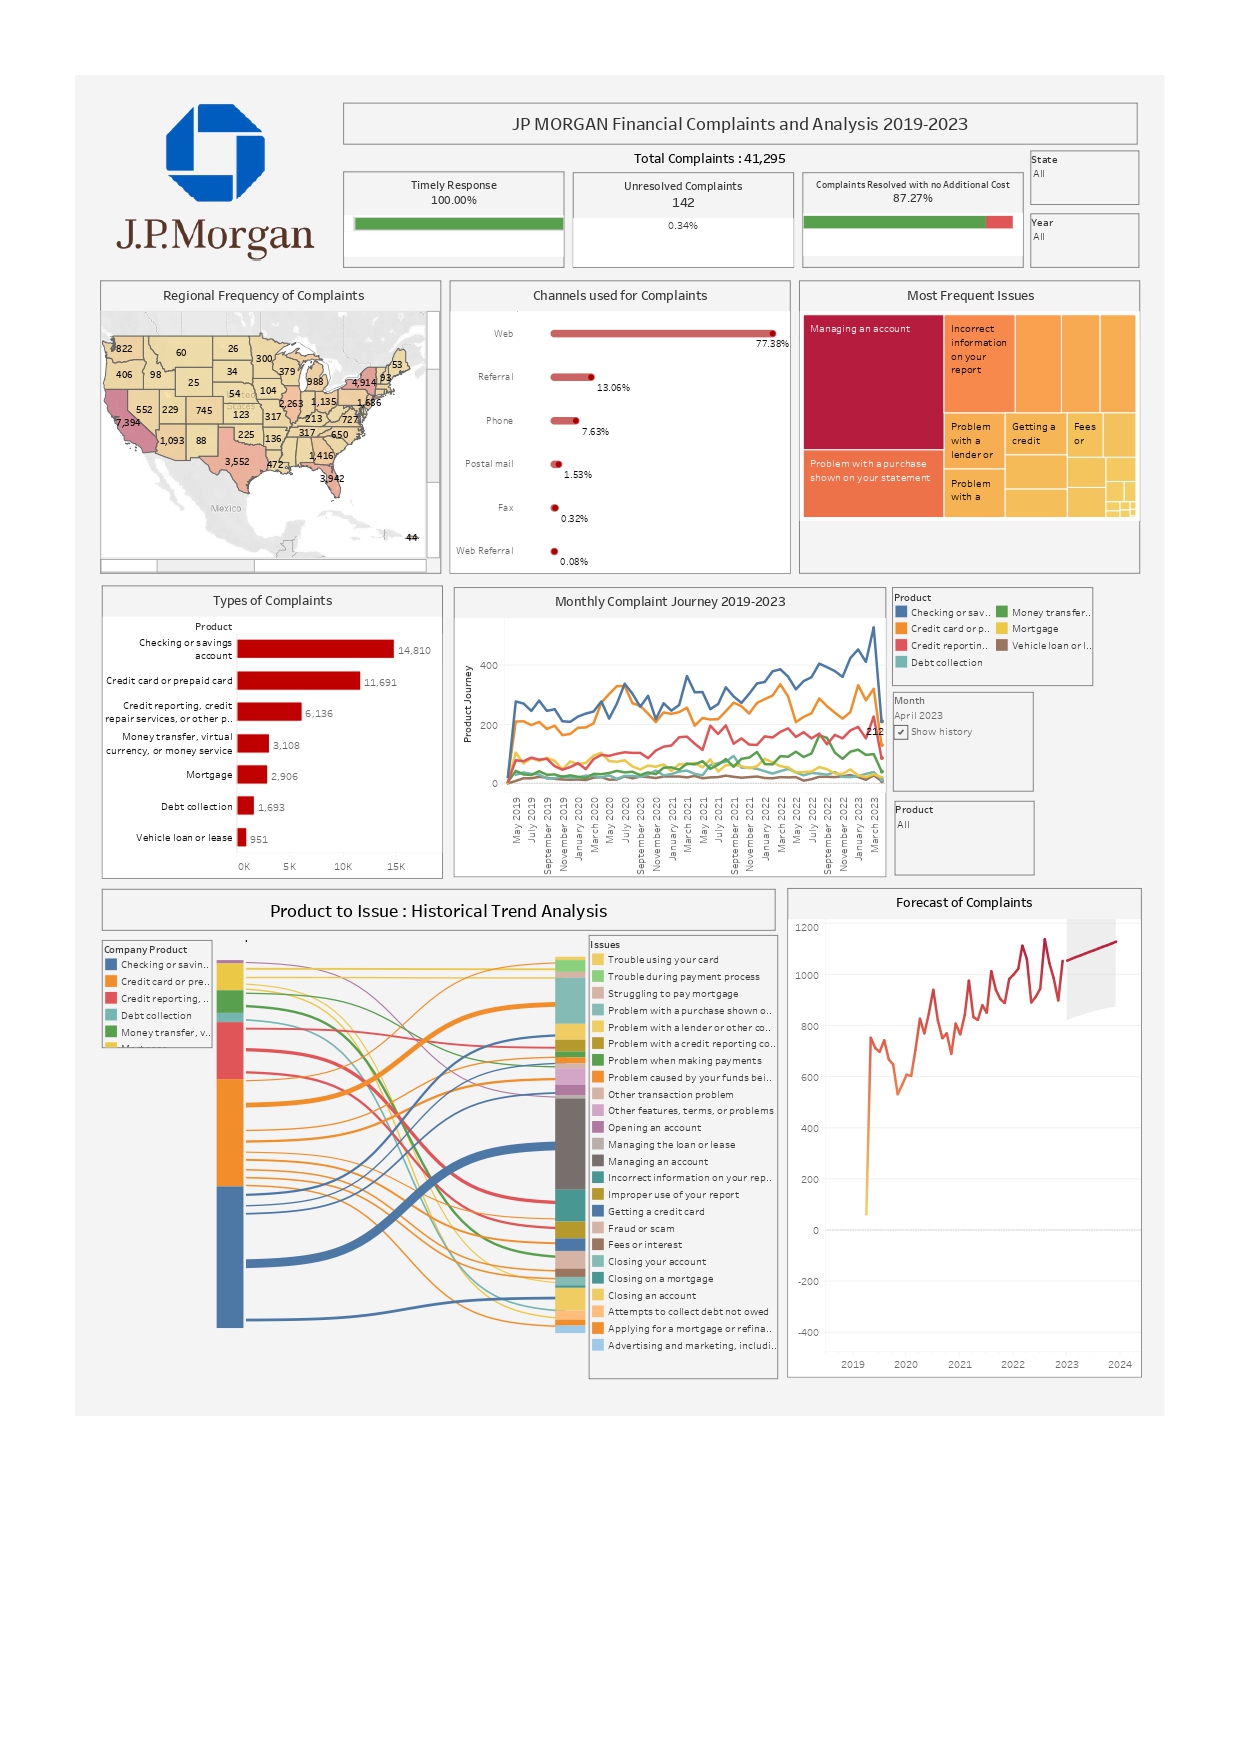 JP MORGAN Financial Complaints and Analysis 2019-2023
J.P.Morgan
Total Complaints : 41,295
Timely Response
100.00%
Unresolved Complaints
142
0.34%
Complaints Resolved with no Additional Cost
87.27%
State
All
Year
All
Regional Frequency of Complaints
822
60
26
300
379
988
4,914
93
53
406
98
25
34
54
104
2,263
1,135
1,686
7,394
552
229
745
123
317
213
727
1,093
88
225
136
317
650
3,552
472
1,416
3,942
Mexico
44
Channels used for Complaints
Web
77.38%
Referral
13.06%
Phone
7.63%
Postal mail
1.53%
Fax
0.32%
Web Referral
0.08%
Most Frequent Issues
Managing an account
Incorrect
information
on your
report
Problem with a purchase
shown on your statement
Problem
with a
lender or
Getting a
credit
Fees
or
Problem
with a
Types of Complaints
Product
Checking or savings
account
14,810
Credit card or prepaid card
11,691
Credit reporting, credit
repair services, or other p..
6,136
Money transfer, virtual
currency, or money service
3,108
Mortgage
2,906
Debt collection
1,693
Vehicle loan or lease
951
0K
5K
10K
15K
Monthly Complaint Journey 2019-2023
Product Journey
400
200
0
212
May 2019
July 2019
September 2019
November 2019
January 2020
March 2020
May 2020
July 2020
September 2020
November 2020
January 2021
March 2021
May 2021
July 2021
September 2021
November 2021
January 2022
March 2022
May 2022
July 2022
September 2022
November 2022
January 2023
March 2023
Product
Checking or sav..
Money transfer..
Credit card or p..
Mortgage
Credit reportin..
Vehicle loan or l..
Debt collection
Month
April 2023
Show history
Product
All
Product to Issue : Historical Trend Analysis
Company Product
Checking or savin..
Credit card or pre..
Credit reporting, ..
Debt collection
Money transfer, v..
Issues
Trouble using your card
Trouble during payment process
Struggling to pay mortgage
Problem with a purchase shown o..
Problem with a lender or other co..
Problem with a credit reporting co..
Problem when making payments
Problem caused by your funds bei..
Other transaction problem
Other features, terms, or problems
Opening an account
Managing the loan or lease
Managing an account
Incorrect information on your rep..
Improper use of your report
Getting a credit card
Fraud or scam
Fees or interest
Closing your account
Closing on a mortgage
Closing an account
Attempts to collect debt not owed
Applying for a mortgage or refina..
Advertising and marketing, includi..
Forecast of Complaints
1200
1000
800
600
400
200
0
-200
-400
2019
2020
2021
2022
2023
2024